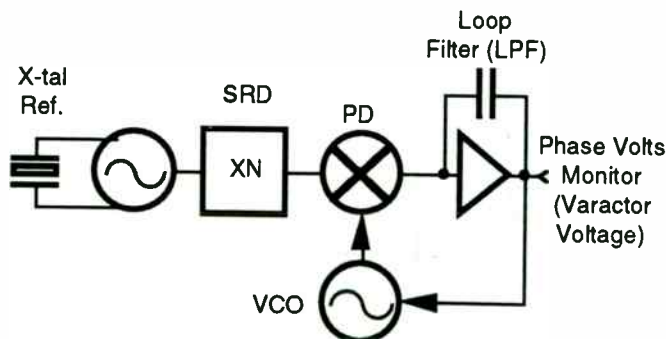 X-tal
Ref.
SRD
XN
PD
Loop
Filter (LPF)
Phase Volts
Monitor
(Varactor
Voltage)
VCO